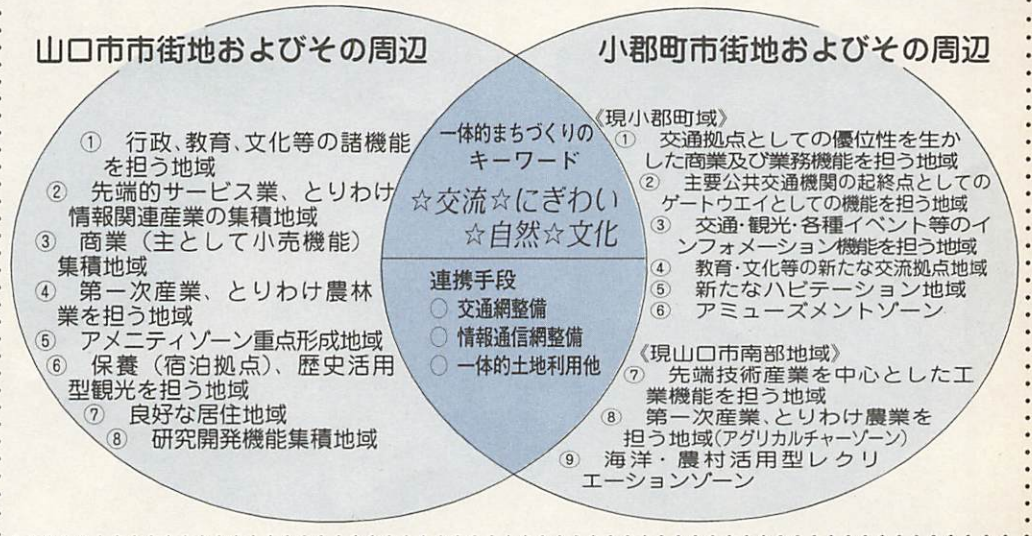 山口市市街地およびその周辺
① 行政、教育、文化等の諸機能
を担う地域
② 先端的サービス業、とりわけ
情報関連産業の集積地域
③ 商業（主として小売機能）
集積地域
④ 第一次産業、とりわけ農林
業を担う地域
⑤ アメニティゾーン重点形成地域
⑥ 保養（宿泊拠点）、歴史活用
型観光を担う地域
⑦ 良好な居住地域
⑧ 研究開発機能集積地域
一体的まちづくりの
キーワード
☆交流☆にぎわい
☆自然☆文化
連携手段
○ 交通網整備
○ 情報通信網整備
○ 一体的土地利用他
小郡町市街地およびその周辺
《現小郡町域》
① 交通拠点としての優位性を生か
した商業及び業務機能を担う地域
② 主要公共交通機関の起終点としての
ゲートウエイとしての機能を担う地域
③ 交通・観光・各種イベント等のイ
ンフォメーション機能を担う地域
④ 教育・文化等の新たな交流拠点地域
⑤ 新たなハビテーション地域
⑥ アミューズメントゾーン
《現山口市南部地域》
⑦ 先端技術産業を中心とした工
業機能を担う地域
⑧ 第一次産業、とりわけ農業を
担う地域（アグリカルチャーゾーン）
⑨ 海洋・農村活用型レクリ
エーションゾーン